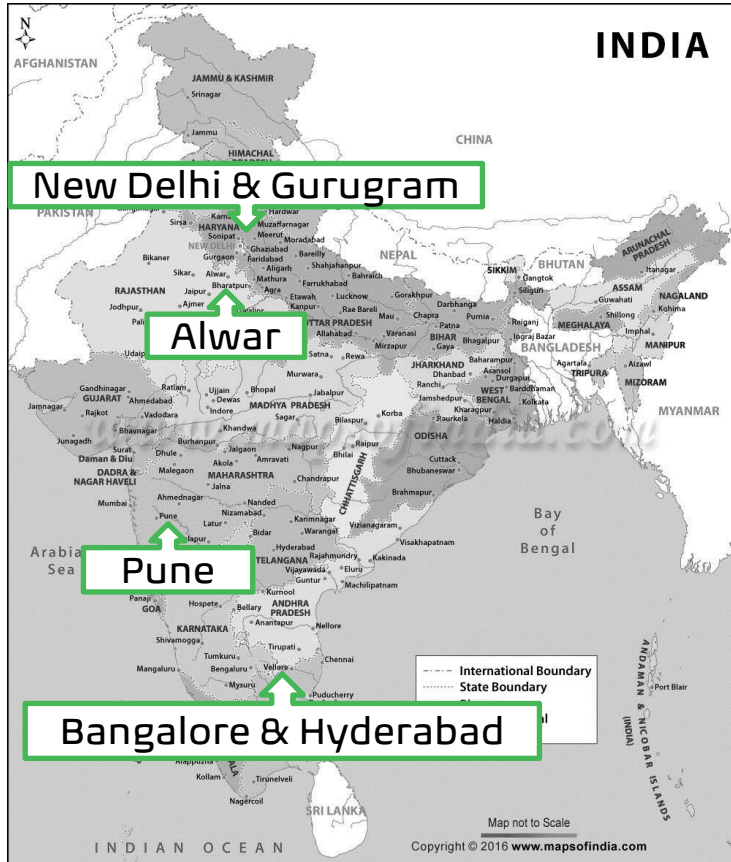 N
INDIA
AFGHANISTAN
JAMMU & KASHMIR
Srinagar
CHINA
Jammu
HIMACHAL
New Delhi & Gurugram
PAKISTAN
Hardwar
Muzaffarnagar
Sirsa
HARYANA
Meerut
Sonipat
Moradabad
NEW DELHI
Ghaziabad
Bareilly
Bikaner
Gurgaon
Faridabad
Shahjahanpur
NEPAL
BHUTAN
ARUNACHAL
PRADESH
Sikar
Alwar
Aligarh
Bahraich
SIKKIM
Gangtok
Itanagar
Bharatpur
Mathura
Farrukhabad
Siliguri
ASSAM
RAJASTHAN
Jaipur
Agra
Etawah
Lucknow
Gorakhpur
Darbhanga
Guwahati
NAGALAND
Jodhpur
Ajmer
Kanpur
Rae Bareli
Chapra
Purnia
Kohima
Alwar
UTTAR PRADESH
Mau
Patna
Raiganj
MEGHALAYA
Shillong
Allahabad
Varanasi
BIHAR
Bhagalpur
Ingraj Bazar
Imphal
Mirzapur
Gaya
BANGLADESH
MANIPUR
Satna
Rewa
JHARKHAND
Baharampur
Agartala
Aizawl
Murwara
Dhanbad
Asansol
TRIPURA
MIZORAM
Gandhinagar
Ratlam
Ujjain
Bhopal
Jabalpur
Ranchi
Durgapur
GUJARAT
Ahmedabad
Dewas
WEST
BENGAL
Barddhaman
Jamnagar
Rajkot
Vadodara
Indore
MADHYA PRADESH
Sagar
Korba
Jamshedpur
Kharagpur
Kolkata
MYANMAR
Bhavnagar
Khandwa
Bilaspur
Raurkela
Haldia
Junagadh
Surat
Burhanpur
Jalgaon
Nagpur
Raipur
ODISHA
Daman & Diu
Dhule
Akola
Amravati
Bhilai
Cuttack
DADRA &
NAGAR HAVELI
Malegaon
MAHARASHTRA
Chandrapur
CHHATTISGARH
Bhubaneswar
Jalna
Mumbai
Ahmednagar
Nanded
Brahmapur
Pune
Nizamabad
Karimnagar
Latur
Warangal
Vizianagaram
Bay
of
Bengal
Bidar
Visakhapatnam
Arabian
Sea
Hyderabad
Rajahmundry
Kakinada
Pune
TELANGANA
Vijayawada
Eluru
Guntur
Machilipatnam
Panaji
Kurnool
GOA
Hospete
Bellary
ANDHRA
PRADESH
Anantapur
Nellore
KARNATAKA
Shivamogga
Tirupati
Tumkuru
Chennai
Mangaluru
Bengaluru
Vellore
Mysuru
Puducherry
International Boundary
State Boundary
ANDAMAN & NICOBAR ISLANDS
(INDIA)
Port Blair
Bangalore & Hyderabad
Kollam
Tirunelveli
Nagercoil
SRI LANKA
Map not to Scale
INDIAN OCEAN
Copyright © 2016 www.mapsofindia.com